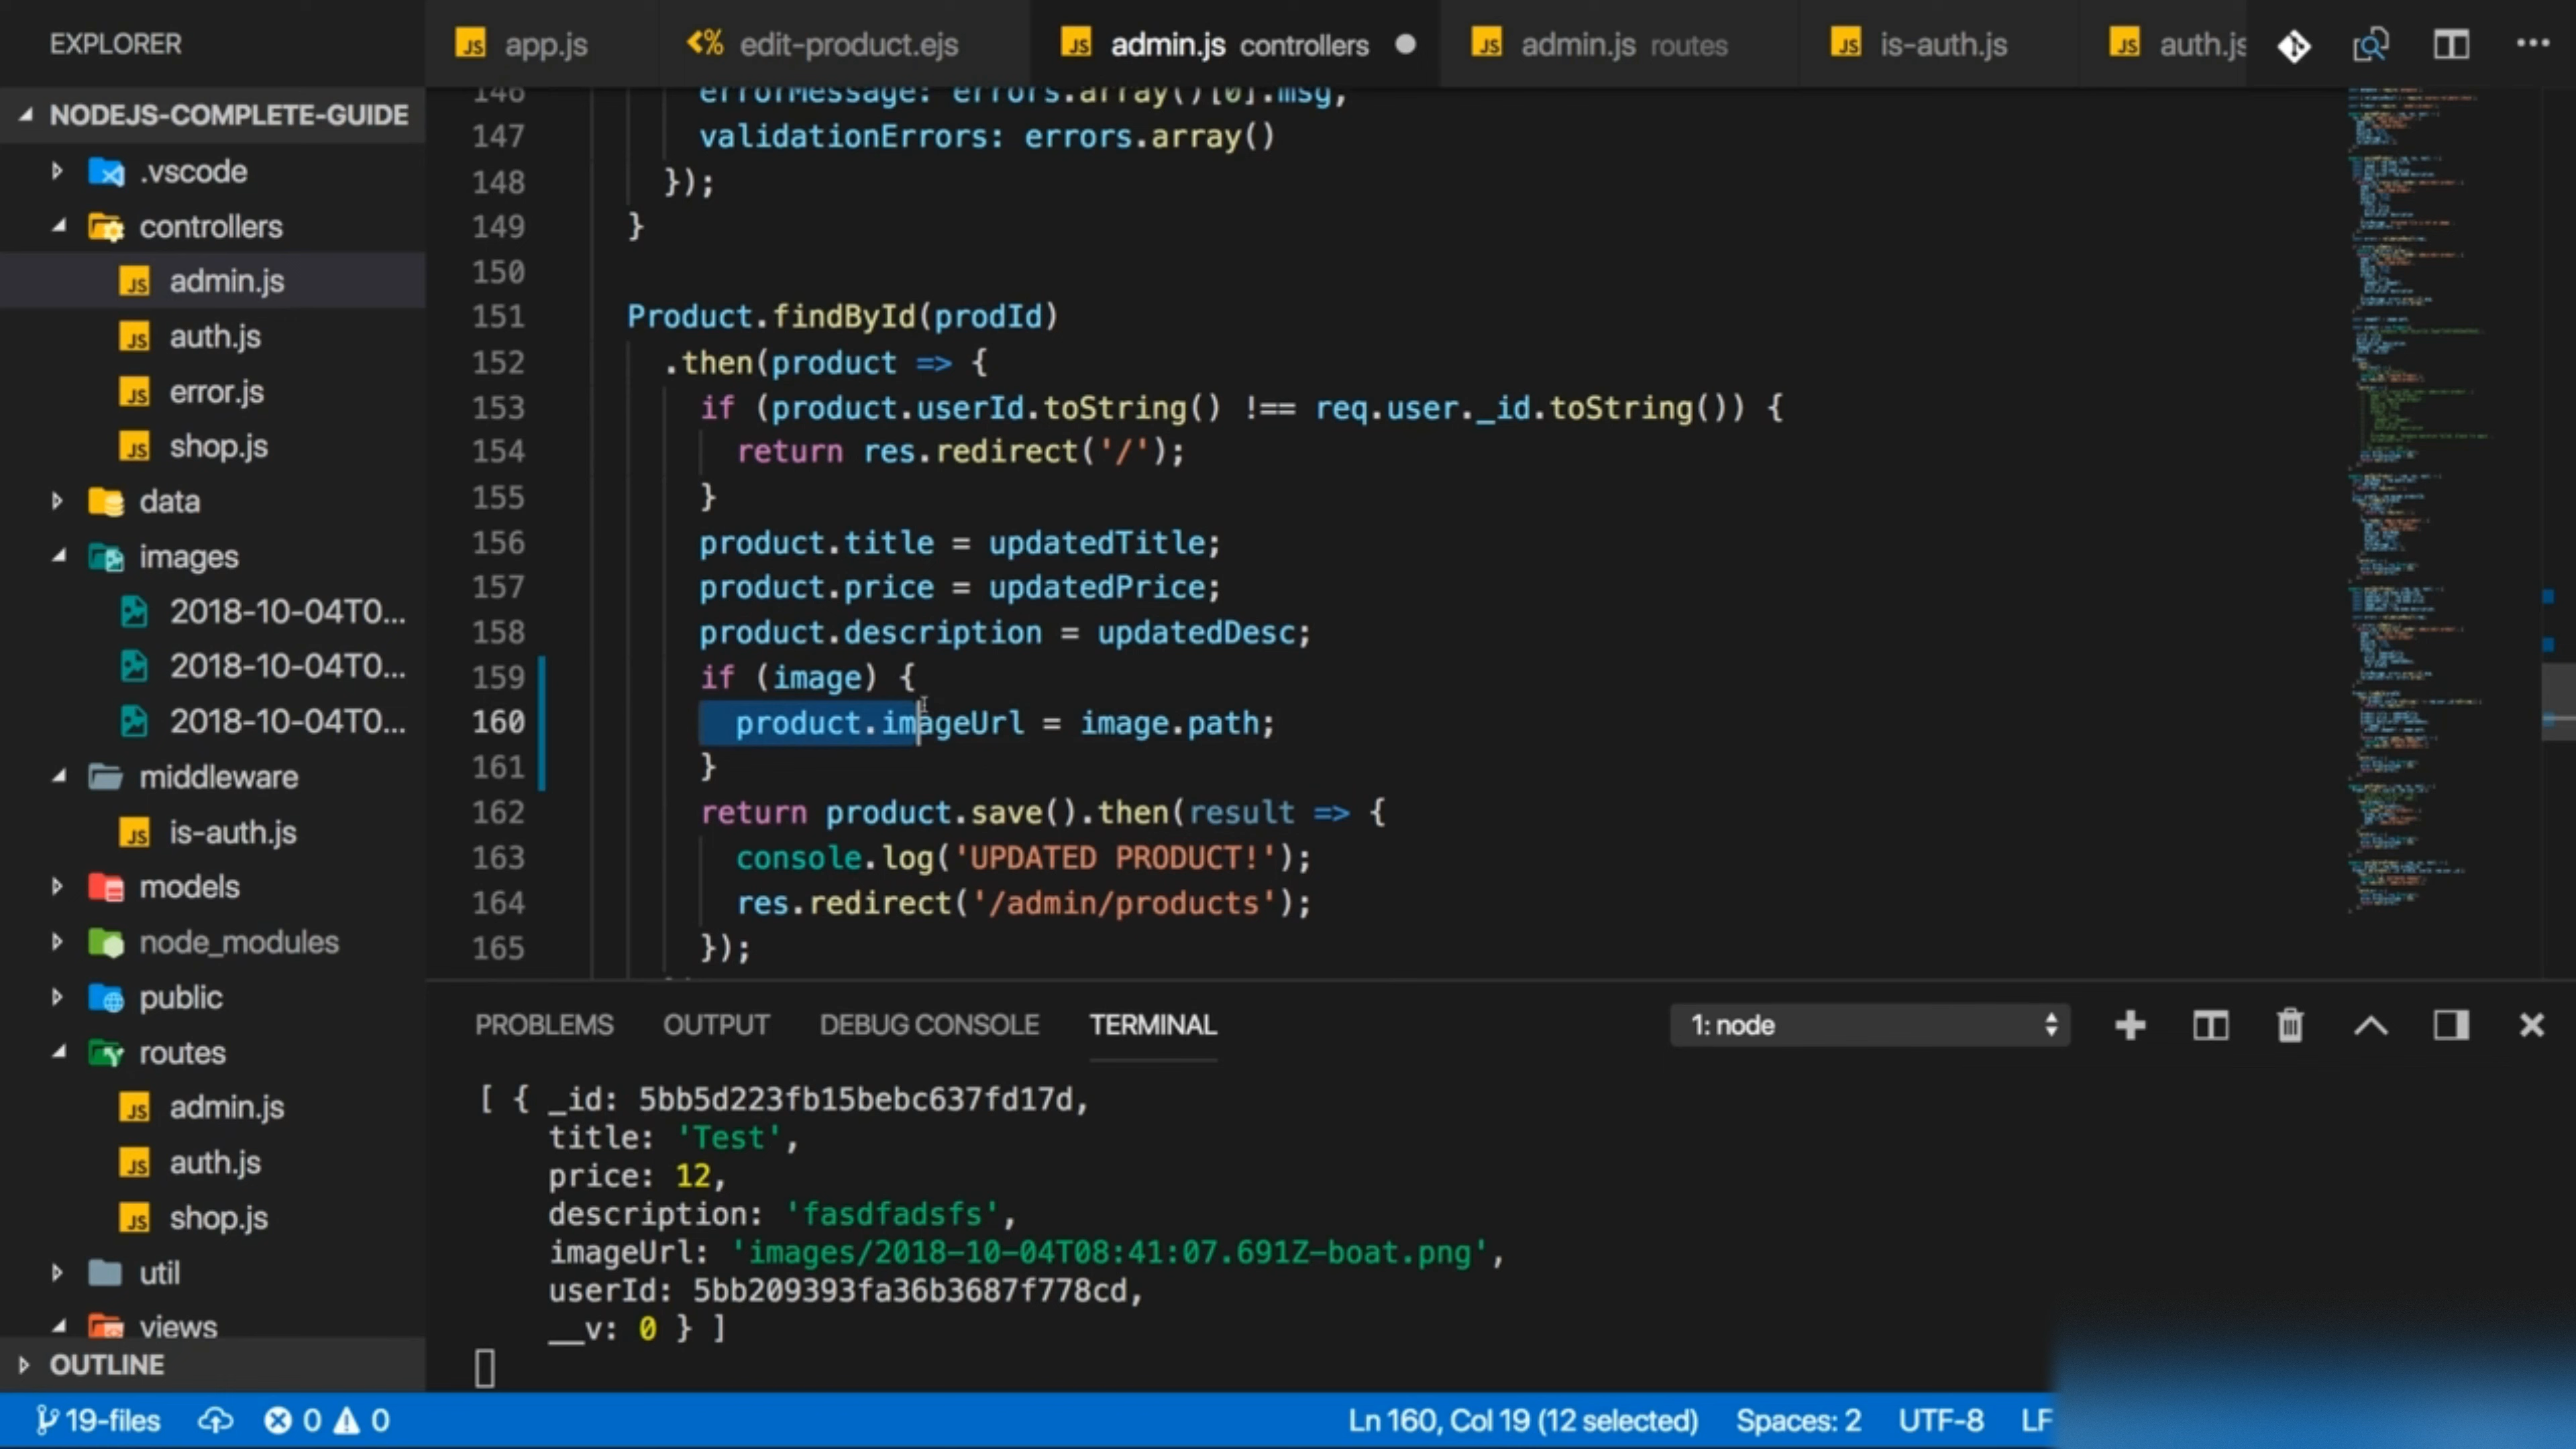 EXPLORER
NODEJS-COMPLETE-GUIDE
.vscode
controllers
admin.js
auth.js
error.js
shop.js
data
images
2018-10-04T0...
2018-10-04T0...
2018-10-04T0...
middleware
is-auth.js
models
node_modules
public
routes
admin.js
auth.js
shop.js
util
views
OUTLINE
app.js
edit-product.ejs
admin.js controllers
admin.js routes
is-auth.js
auth.js
146 errorMessage: errors.array()[0].msg,
147 validationErrors: errors.array()
148 });
149 }
150
151 Product.findById(prodId)
152 .then(product => {
153 if (product.userId.toString() !== req.user._id.toString()) {
154 return res.redirect('/');
155 }
156 product.title = updatedTitle;
157 product.price = updatedPrice;
158 product.description = updatedDesc;
159 if (image) {
160 product.imageUrl = image.path;
161 }
162 return product.save().then(result => {
163 console.log('UPDATED PRODUCT!');
164 res.redirect('/admin/products');
165 });
PROBLEMS OUTPUT DEBUG CONSOLE TERMINAL 1: node
[ { _id: 5bb5d223fb15bebc637fd17d,
title: 'Test',
price: 12,
description: 'fasdfadsfs',
imageUrl: 'images/2018-10-04T08:41:07.691Z-boat.png',
userId: 5bb209393fa36b3687f778cd,
__v: 0 } ]
19-files 0 0 Ln 160, Col 19 (12 selected) Spaces: 2 UTF-8 LF